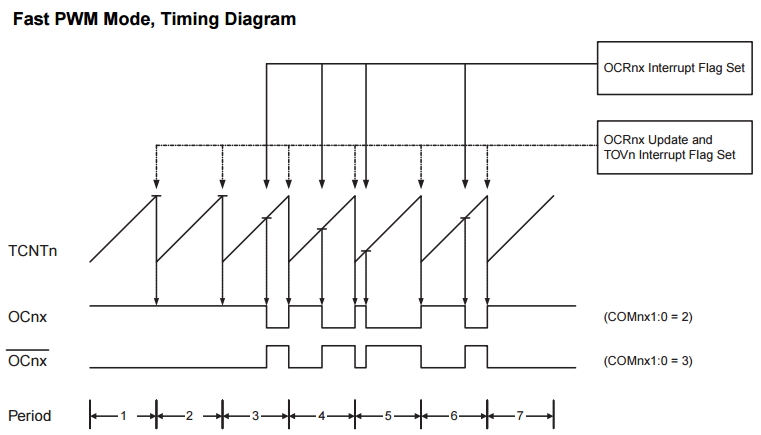 Fast PWM Mode, Timing Diagram
OCRnx Interrupt Flag Set
OCRnx Update and
TOVn Interrupt Flag Set
TCNTn
OCnx
(COMnx1:0 = 2)
OCnx
(COMnx1:0 = 3)
Period
1
2
3
4
5
6
7